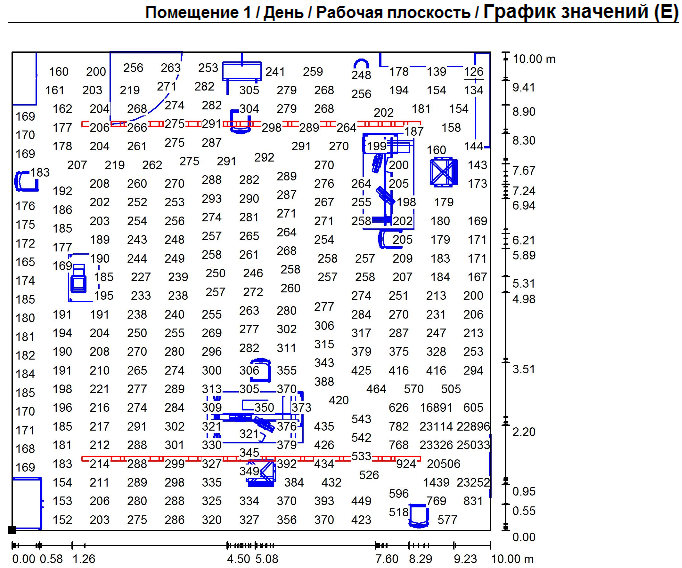 Помещение 1 / День / Рабочая плоскость / График значений (E)
160 200 256 263 253 241 259 248 178 139 126 10.00 m
161 203 219 271 282 305 279 268 256 194 154 134 9.41
162 204 268 274 282 304 279 268 202 181 154 8.90
169 177 206 266 275 291 298 289 264 187 158
170 178 204 261 275 287 291 270 199 160 144 8.30
169 207 219 262 275 291 292 270 200 143 7.67
183 192 208 260 270 288 282 289 276 264 205 173 7.24
176 186 202 252 253 293 290 287 267 255 198 179 6.94
175 185 203 254 256 274 281 271 271 258 202 180 169
172 177 189 243 248 257 265 264 254 205 179 171 6.21
165 169 190 244 249 258 261 268 258 257 209 183 171 5.89
174 185 227 239 250 246 258 257 258 207 184 167 5.31
185 195 233 238 257 272 260 274 251 213 200 4.98
180 191 191 238 240 255 263 280 277 284 270 231 206
181 194 204 250 255 269 277 302 306 317 287 247 213
182 190 208 270 280 296 282 311 315 379 375 328 253
184 191 210 265 274 300 306 355 343 425 416 416 294 3.51
185 198 221 277 289 313 305 370 388 464 570 505
170 196 216 274 284 309 350 373 420 626 16891 605
171 185 217 291 302 321 376 435 543 782 23114 22896 2.20
168 181 212 288 301 330 321 379 426 542 768 23326 25033
169 183 214 288 299 327 345 349 392 434 533 924 20506
154 211 289 298 335 384 432 526 1439 23252 0.95
153 206 280 288 325 334 370 393 449 596 769 831 0.55
152 203 275 286 320 327 356 370 423 518 577 0.00
0.00 0.58 1.26 4.50 5.08 7.60 8.29 9.23 10.00 m